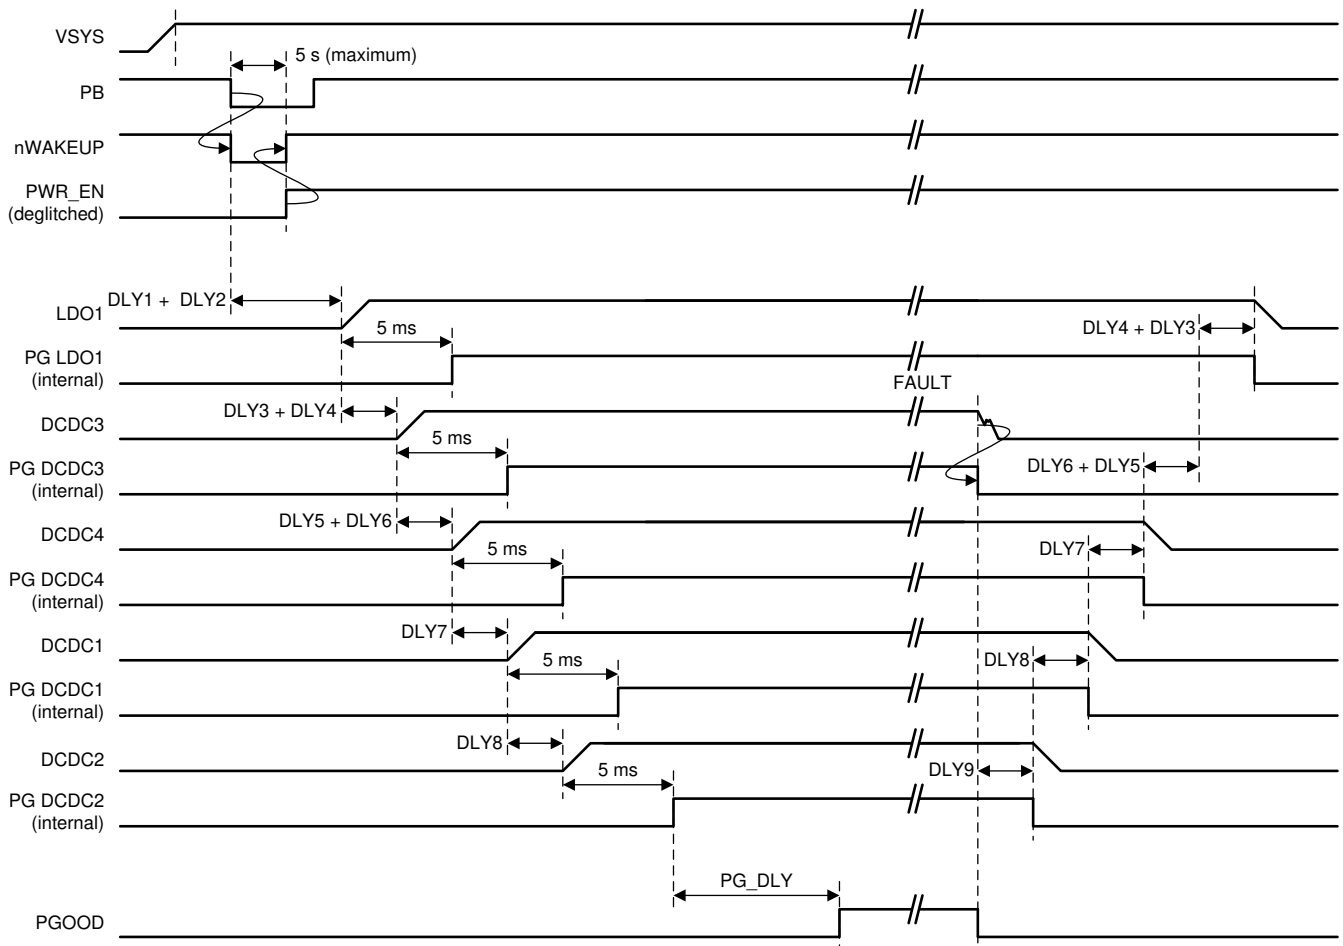 VSYS
5 s (maximum)
PB
nWAKEUP
PWR_EN
(deglitched)
DLY1 + DLY2
LDO1
5 ms
DLY4 + DLY3
PG LDO1
(internal)
FAULT
DLY3 + DLY4
DCDC3
5 ms
PG DCDC3
(internal)
DLY6 + DLY5
DLY5 + DLY6
DCDC4
5 ms
DLY7
PG DCDC4
(internal)
DLY7
DCDC1
5 ms
DLY8
PG DCDC1
(internal)
DLY8
DCDC2
5 ms
DLY9
PG DCDC2
(internal)
PG_DLY
PGOOD